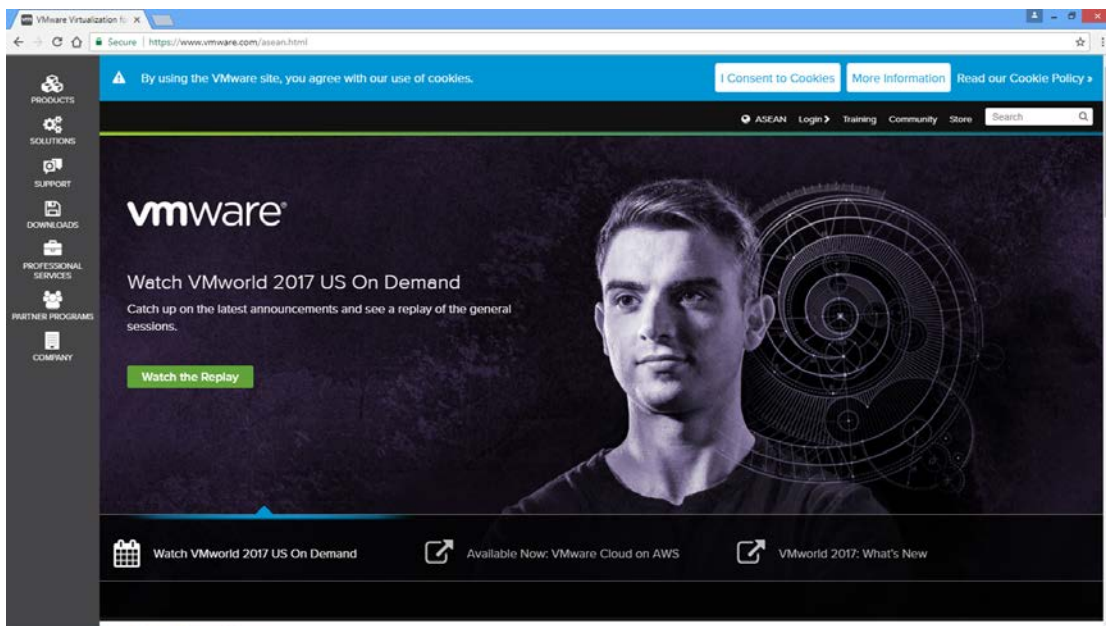 VMware Virtualization fo
Secure | https://www.vmware.com/asean.html
By using the VMware site, you agree with our use of cookies.
I Consent to Cookies
More Information
Read our Cookie Policy »
PRODUCTS
SOLUTIONS
SUPPORT
DOWNLOADS
PROFESSIONAL
SERVICES
PARTNER PROGRAMS
COMPANY
ASEAN
Login
Training
Community
Store
Search
vmware®
Watch VMworld 2017 US On Demand
Catch up on the latest announcements and see a replay of the general
sessions.
Watch the Replay
Watch VMworld 2017 US On Demand
Available Now: VMware Cloud on AWS
VMworld 2017: What's New